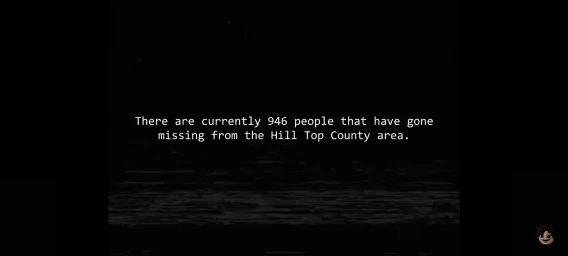 There are currently 946 people that have gone
missing from the Hill Top County area.